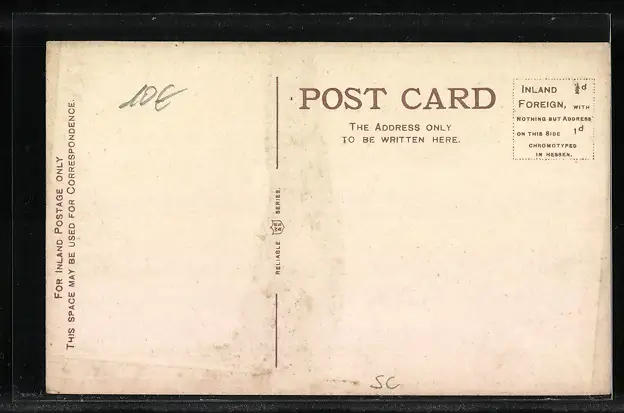 FOR INLAND POSTAGE ONLY
THIS SPACE MAY BE USED FOR CORRESPONDENCE.
10€
RELIABLE SERIES.
POST CARD
THE ADDRESS ONLY
TO BE WRITTEN HERE.
INLAND ½d
FOREIGN, WITH
NOTHING BUT ADDRESS
ON THIS SIDE 1d
CHROMOTYPED
IN HESSEN.
SC